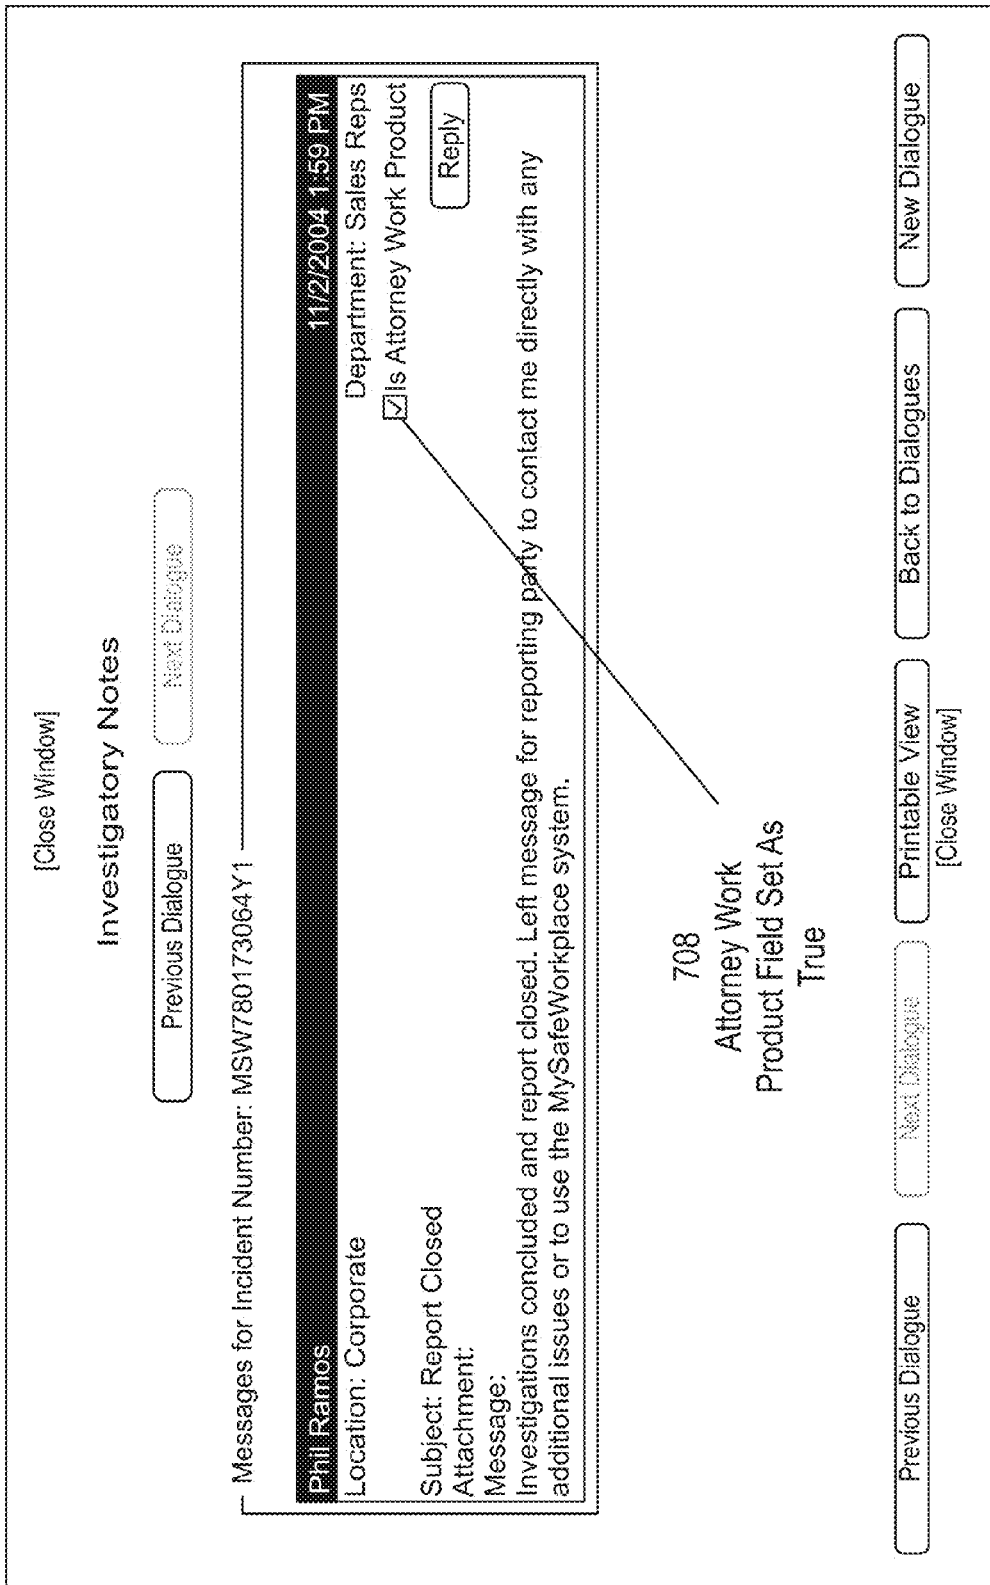 [Close Window]
Investigatory Notes
Previous Dialogue
Next Dialogue
Messages for Incident Number: MSW780173064Y1
Phil Ramos 11/2/2004 1:59 PM
Location: Corporate Department: Sales Reps
Is Attorney Work Product
Subject: Report Closed
Reply
Attachment:
Message:
Investigations concluded and report closed. Left message for reporting party to contact me directly with any
additional issues or to use the MySafeWorkplace system.
708
Attorney Work
Product Field Set As
True
Previous Dialogue
Next Dialogue
Printable View
Back to Dialogues
New Dialogue
[Close Window]